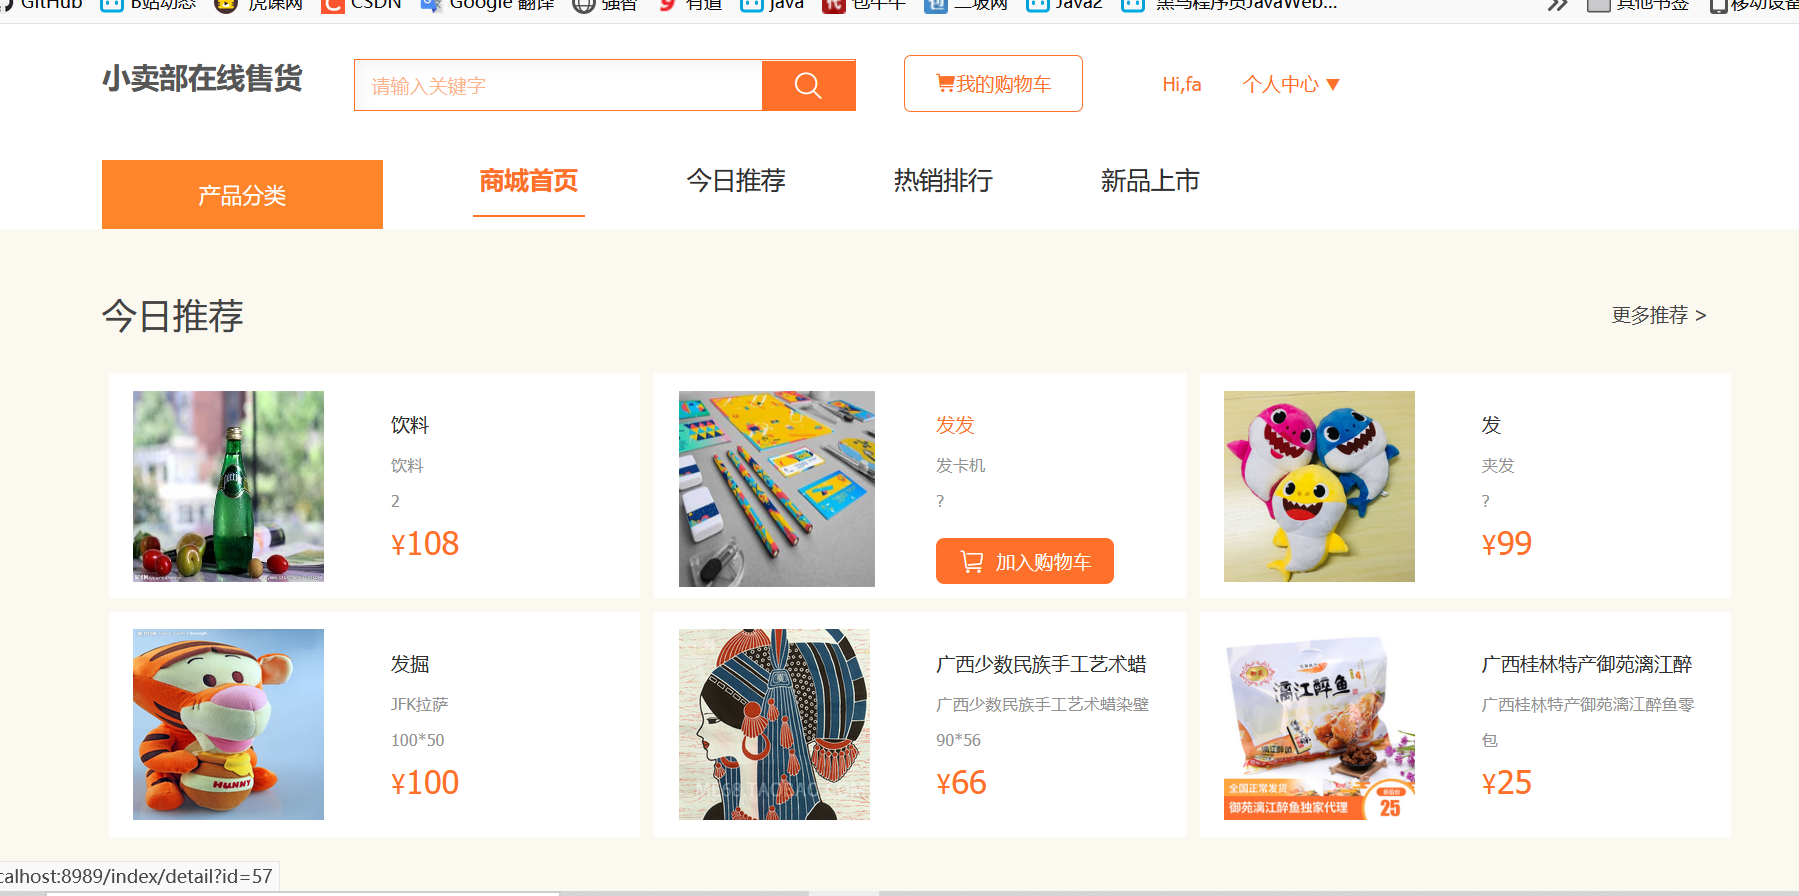 GitHub B站动态 虎课网 CSDN Google 翻译 强智 有道 java 包牛牛 二级网 Java2 黑马程序员JavaWeb... 其他书签 移动设备
小卖部在线售货 请输入关键字 我的购物车 Hi,fa 个人中心 ▼
产品分类 商城首页 今日推荐 热销排行 新品上市
今日推荐 更多推荐 >
饮料
饮料
2
¥108
发发
发卡机
?
加入购物车
发
夹发
?
¥99
发掘
JFK拉萨
100*50
¥100
HUNNY
广西少数民族手工艺术蜡
广西少数民族手工艺术蜡染壁
90*56
¥66
广西桂林特产御苑漓江醉
广西桂林特产御苑漓江醉鱼零
包
¥25
漓江醉鱼
全国正常发货
御苑漓江醉鱼独家代理
25
calhost:8989/index/detail?id=57